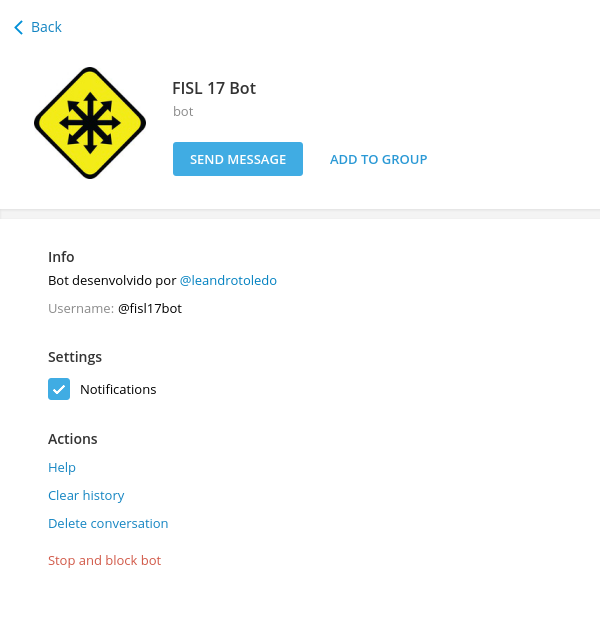 Back
FISL 17 Bot
bot
SEND MESSAGE
ADD TO GROUP
Info
Bot desenvolvido por @leandrotoledo
Username: @fisl17bot
Settings
Notifications
Actions
Help
Clear history
Delete conversation
Stop and block bot